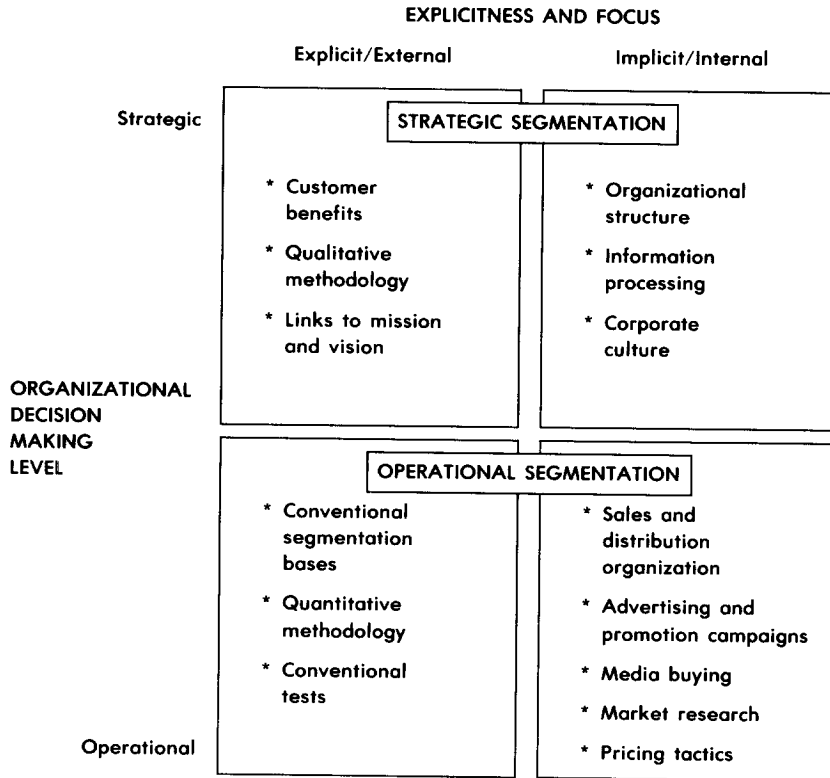 EXPLICITNESS AND FOCUS
Explicit/External
Implicit/Internal
Strategic
STRATEGIC SEGMENTATION
* Customer
benefits
* Qualitative
methodology
* Links to mission
and vision
* Organizational
structure
* Information
processing
* Corporate
culture
ORGANIZATIONAL
DECISION
MAKING
LEVEL
OPERATIONAL SEGMENTATION
* Conventional
segmentation
bases
* Quantitative
methodology
* Conventional
tests
* Sales and
distribution
organization
* Advertising and
promotion campaigns
* Media buying
* Market research
* Pricing tactics
Operational